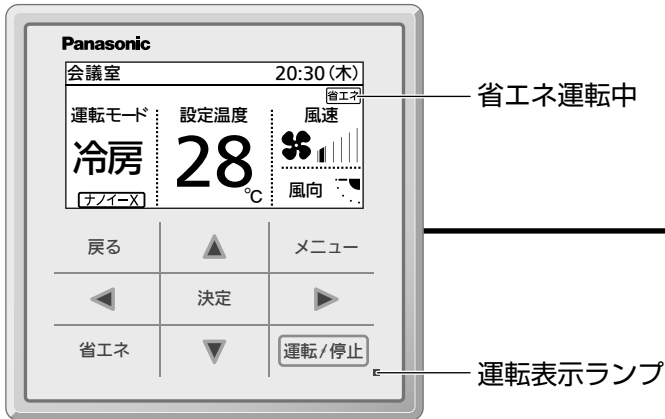 Panasonic
会議室 20:30(木)
省エネ
省エネ運転中
運転モード 設定温度 風速
冷房 28℃
ナノイーX 風向
戻る メニュー
決定
省エネ 運転/停止
運転表示ランプ